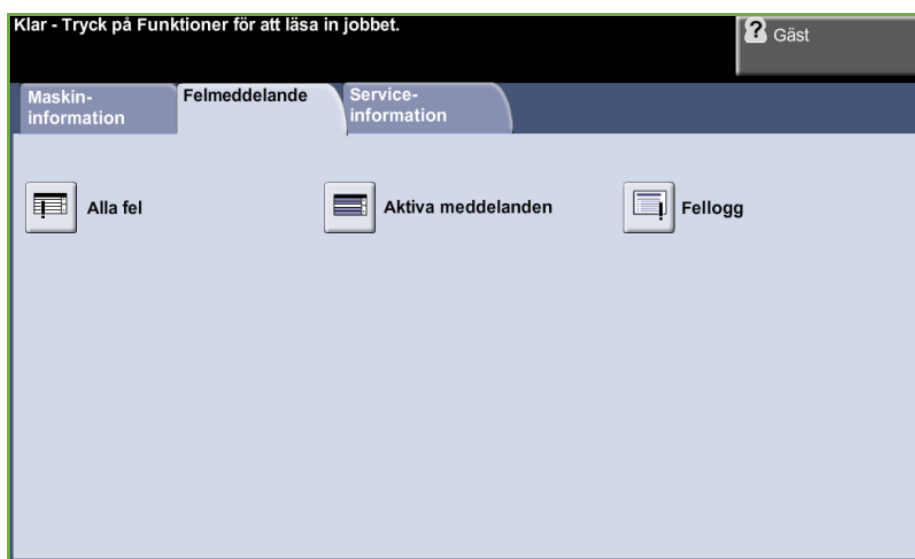 Klar - Tryck på Funktioner för att läsa in jobbet.
Gäst
Maskin-
information
Felmeddelande
Service-
information
Alla fel
Aktiva meddelanden
Fellogg